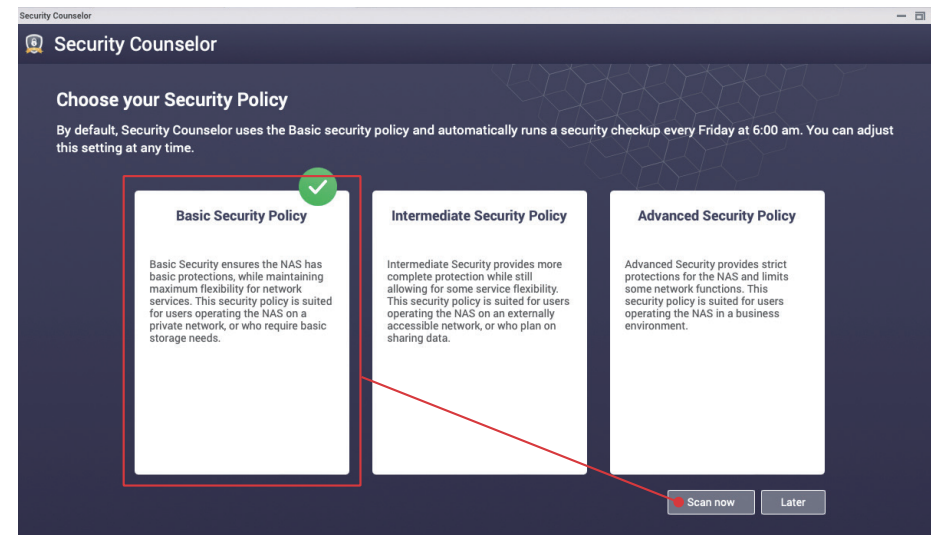 Security Counselor
Security Counselor
Choose your Security Policy
By default, Security Counselor uses the Basic security policy and automatically runs a security checkup every Friday at 6:00 am. You can adjust
this setting at any time.
Basic Security Policy
Basic Security ensures the NAS has
basic protections, while maintaining
maximum flexibility for network
services. This security policy is suited
for users operating the NAS on a
private network, or who require basic
storage needs.
Intermediate Security Policy
Intermediate Security provides more
complete protection while still
allowing for some service flexibility.
This security policy is suited for users
operating the NAS on an externally
accessible network, or who plan on
sharing data.
Advanced Security Policy
Advanced Security provides strict
protections for the NAS and limits
some network functions. This
security policy is suited for users
operating the NAS in a business
environment.
Scan now
Later